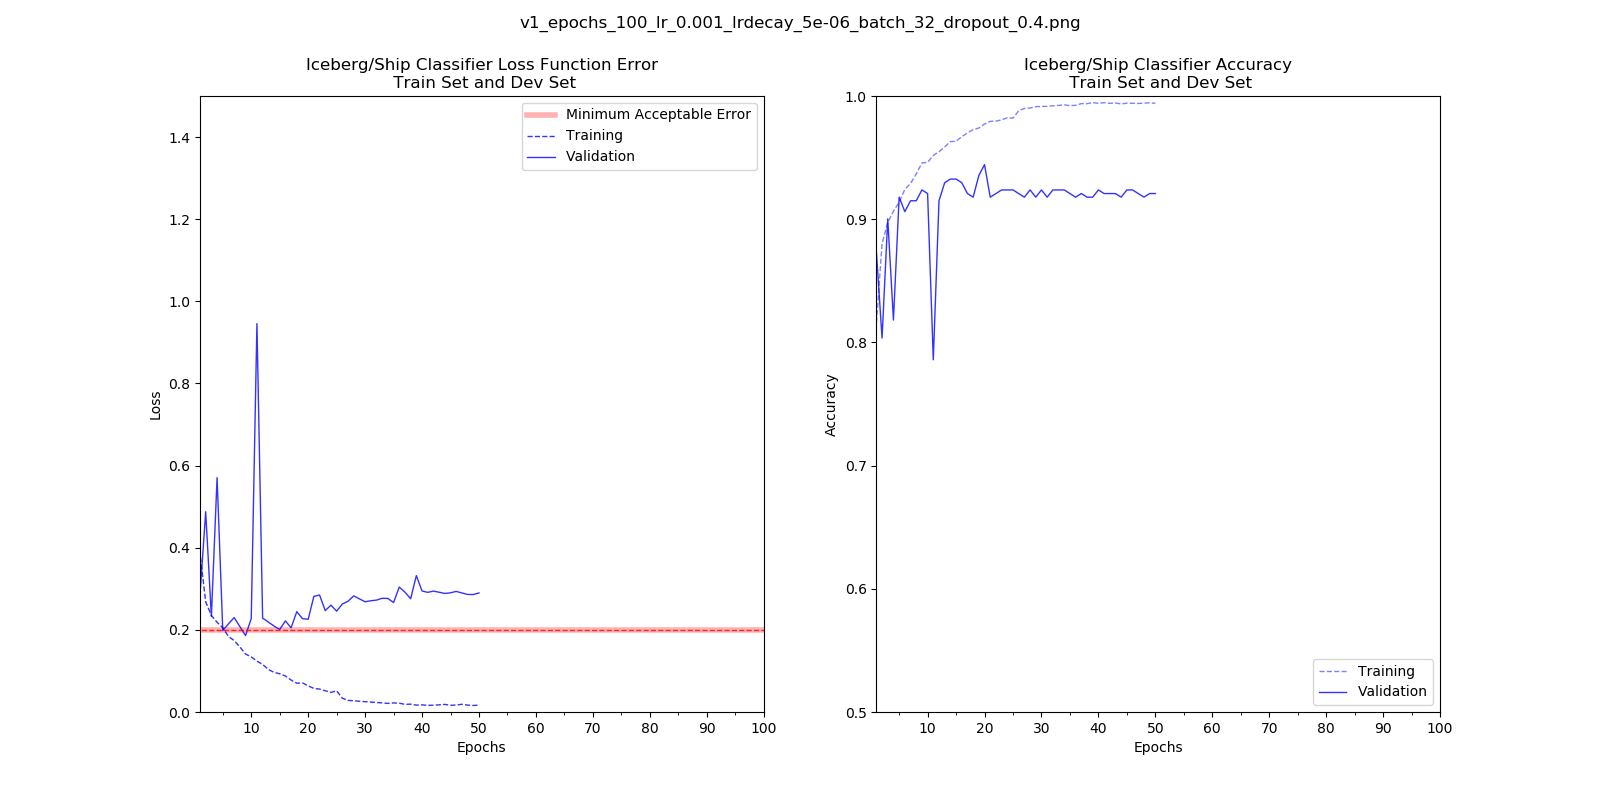 v1_epochs_100_lr_0.001_lrdecay_5e-06_batch_32_dropout_0.4.png
Iceberg/Ship Classifier Loss Function Error
Train Set and Dev Set
Minimum Acceptable Error
Training
Validation
1.4
1.2
1.0
0.8
0.6
0.4
0.2
0.0
Loss
10 20 30 40 50 60 70 80 90 100
Epochs
Iceberg/Ship Classifier Accuracy
Train Set and Dev Set
1.0
0.9
0.8
0.7
0.6
0.5
Accuracy
Training
Validation
10 20 30 40 50 60 70 80 90 100
Epochs